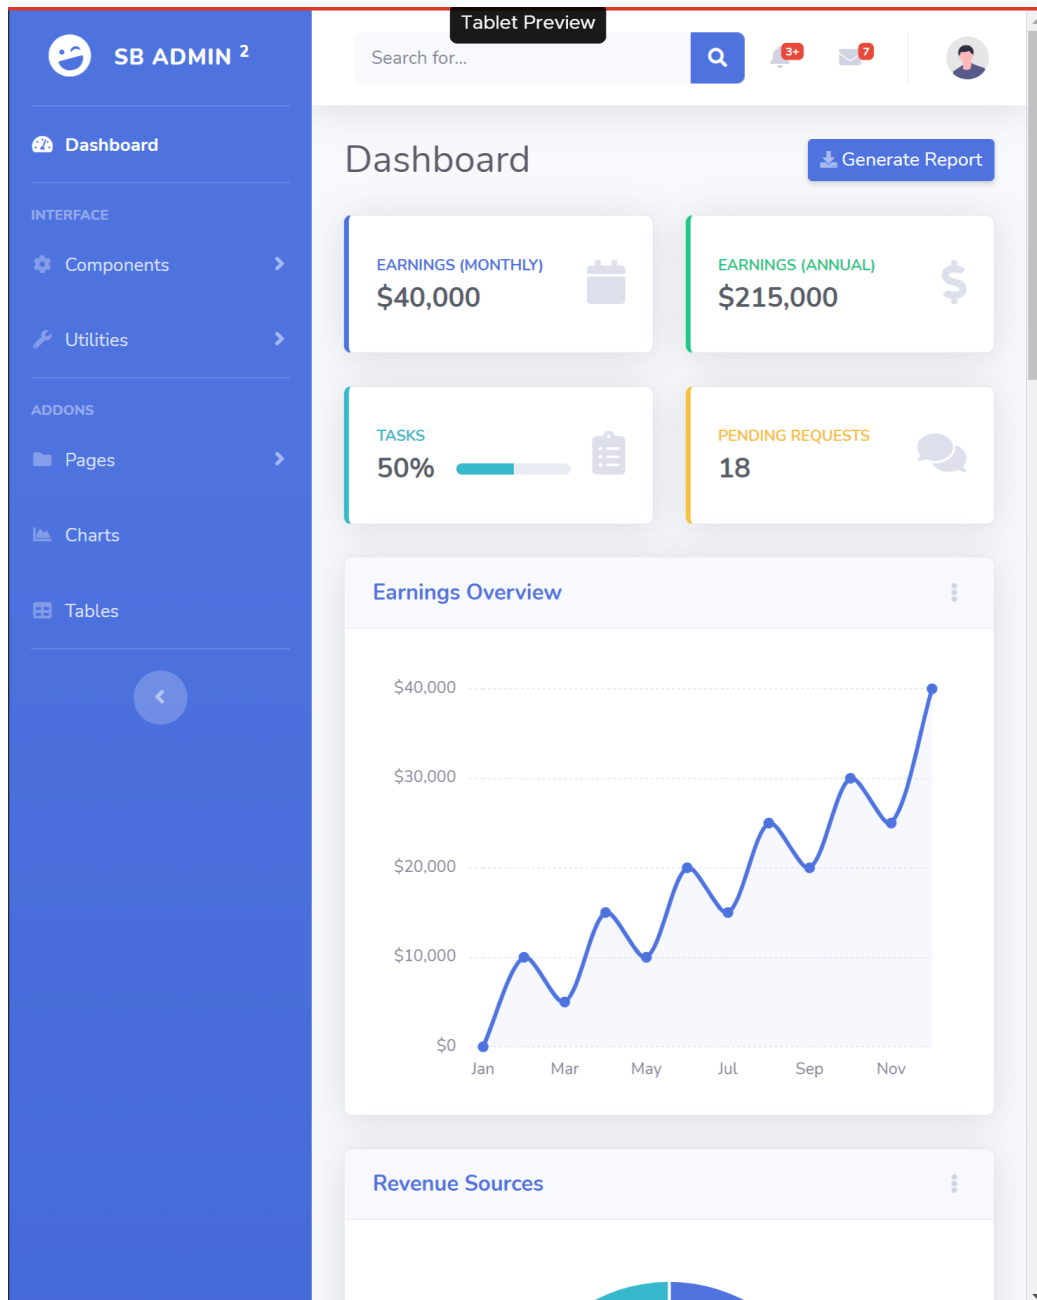 Tablet Preview
SB ADMIN 2
Search for...
3+
7
Dashboard
INTERFACE
Components
Utilities
ADDONS
Pages
Charts
Tables
Dashboard
Generate Report
EARNINGS (MONTHLY)
$40,000
EARNINGS (ANNUAL)
$215,000
TASKS
50%
PENDING REQUESTS
18
Earnings Overview
$40,000
$30,000
$20,000
$10,000
$0
Jan Mar May Jul Sep Nov
Revenue Sources